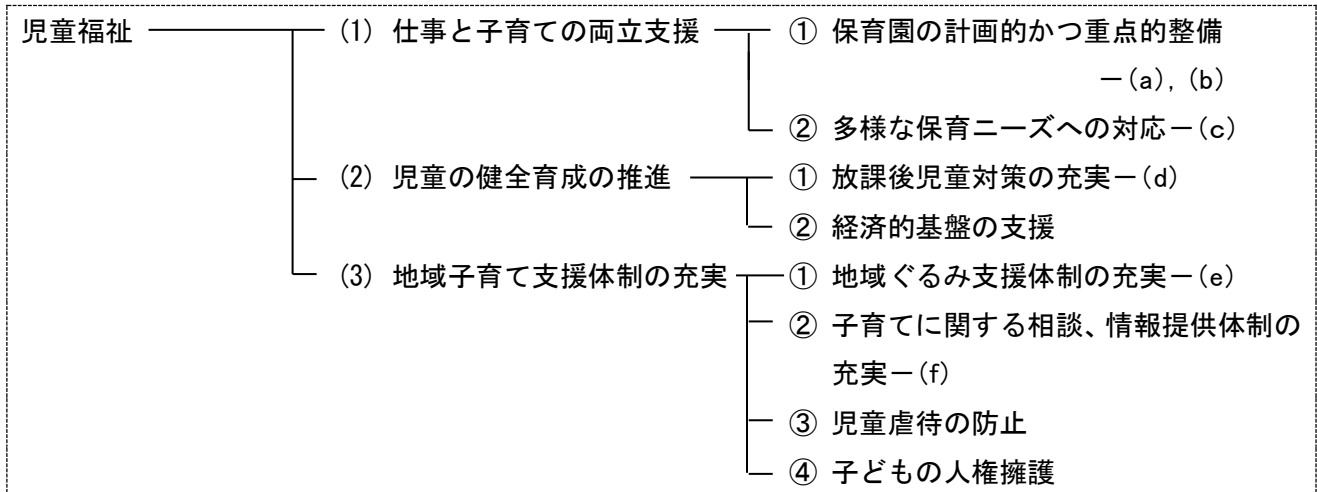 児童福祉 (1) 仕事と子育ての両立支援 ① 保育園の計画的かつ重点的整備
－(a), (b)
② 多様な保育ニーズへの対応－(c)
(2) 児童の健全育成の推進 ① 放課後児童対策の充実－(d)
② 経済的基盤の支援
(3) 地域子育て支援体制の充実 ① 地域ぐるみ支援体制の充実－(e)
② 子育てに関する相談、情報提供体制の
充実－(f)
③ 児童虐待の防止
④ 子どもの人権擁護